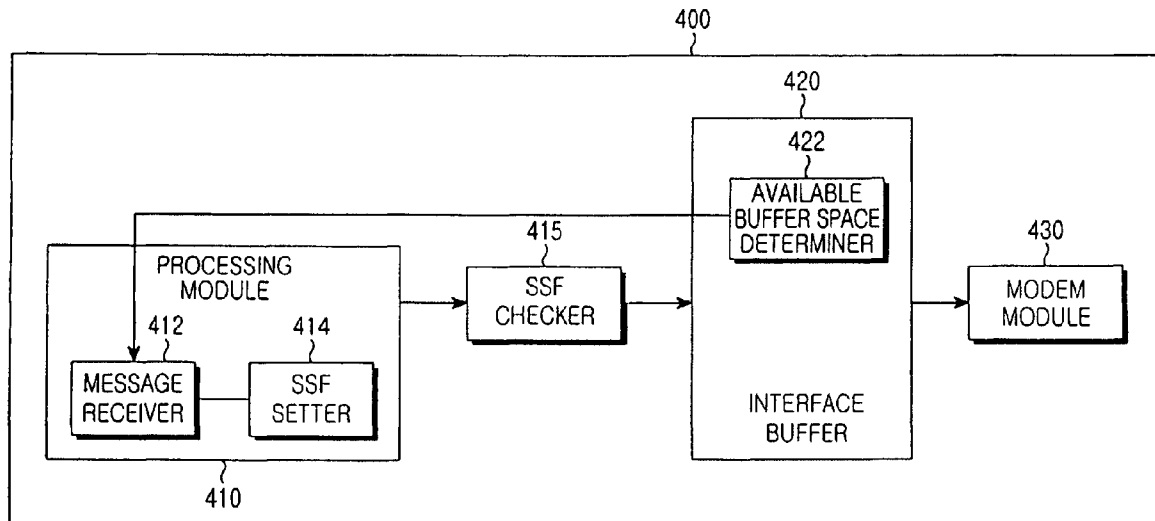 400
420
422
AVAILABLE
BUFFER SPACE
DETERMINER
415
430
PROCESSING
MODULE
SSF
CHECKER
MODEM
MODULE
412
414
MESSAGE
RECEIVER
SSF
SETTER
INTERFACE
BUFFER
410